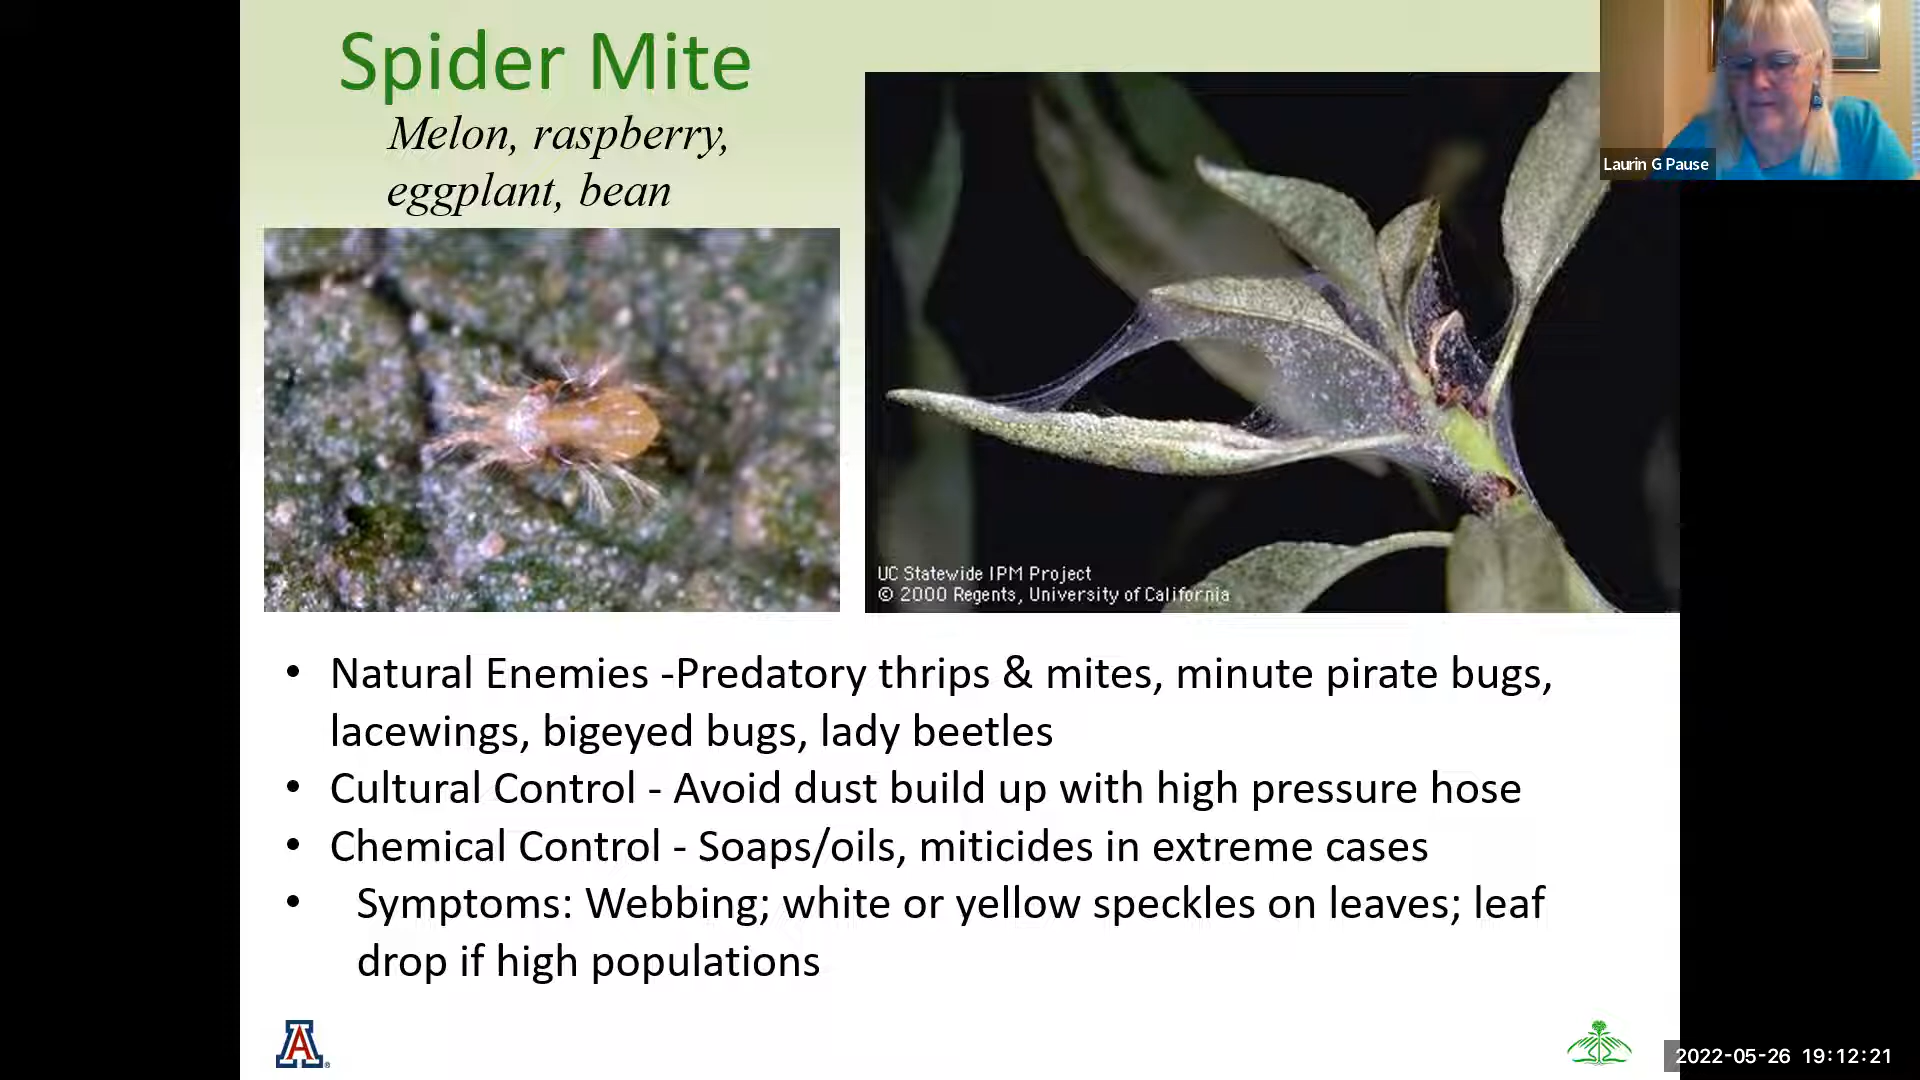 Spider Mite
Melon, raspberry,
eggplant, bean
Laurin G Pause
UC Statewide IPM Project
© 2000 Regents, University of California
• Natural Enemies -Predatory thrips & mites, minute pirate bugs,
lacewings, bigeyed bugs, lady beetles
• Cultural Control - Avoid dust build up with high pressure hose
• Chemical Control - Soaps/oils, miticides in extreme cases
• Symptoms: Webbing; white or yellow speckles on leaves; leaf
drop if high populations
A
2022-05-26 19:12:21